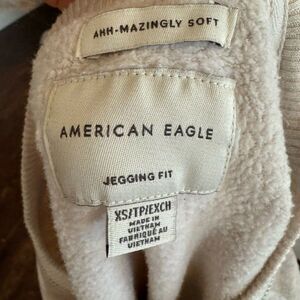 AHH-MAZINGLY SOFT
AMERICAN EAGLE
JEGGING FIT
XS/TP/EXCH
MADE IN
VIETNAM
FABRIQUÉ AU
VIETNAM